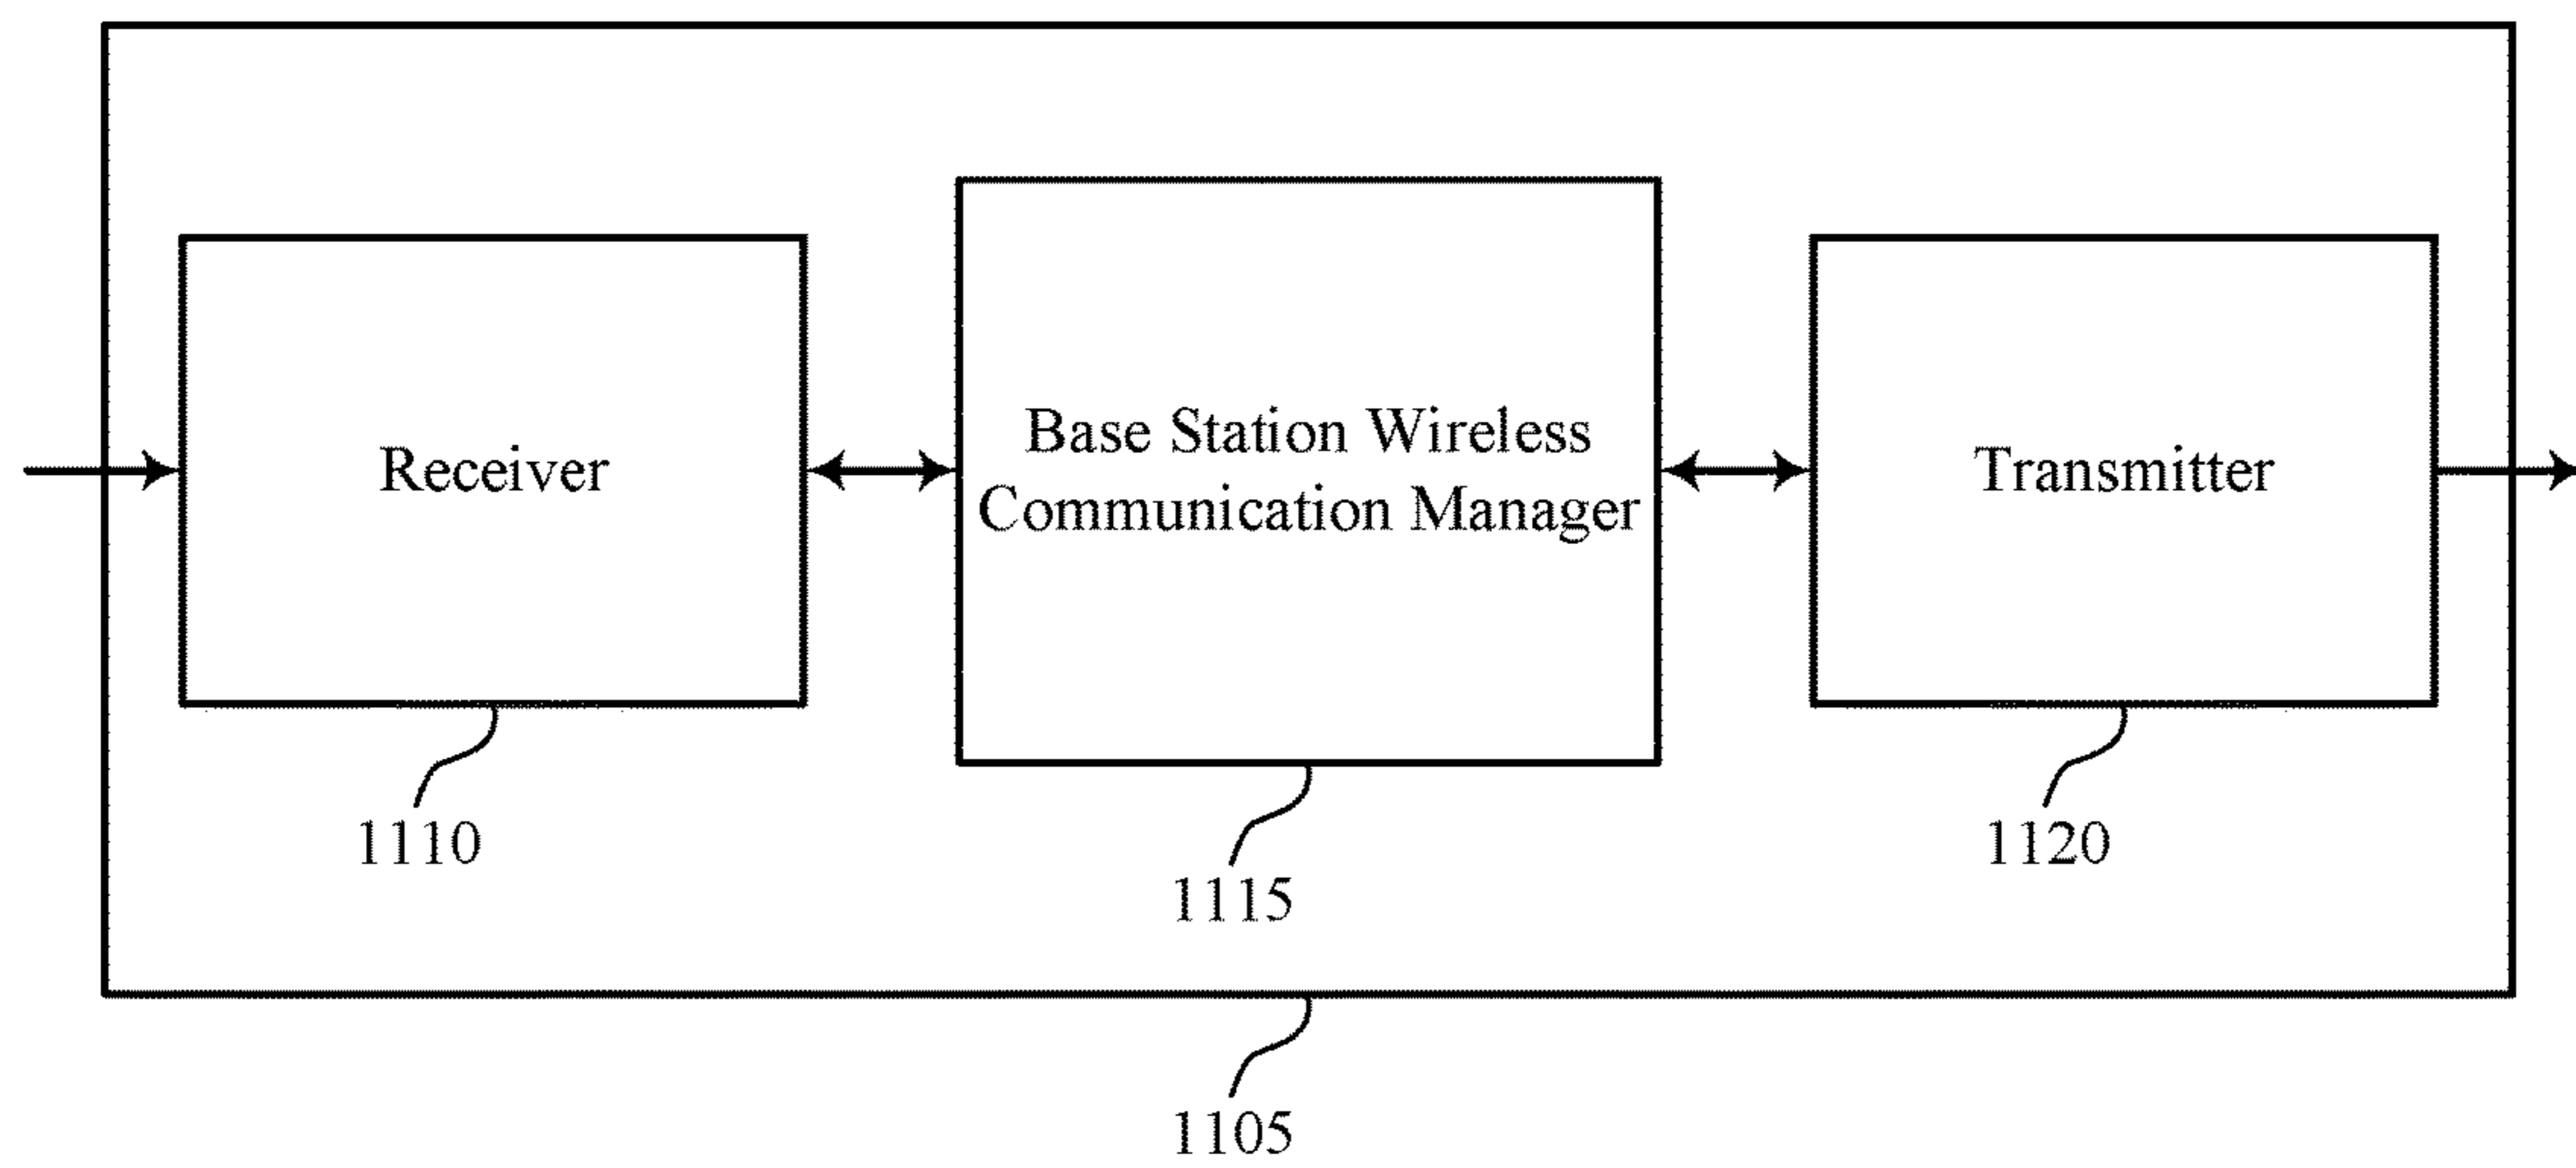 Receiver
Base Station Wireless
Communication Manager
Transmitter
1110
1115
1120
1105